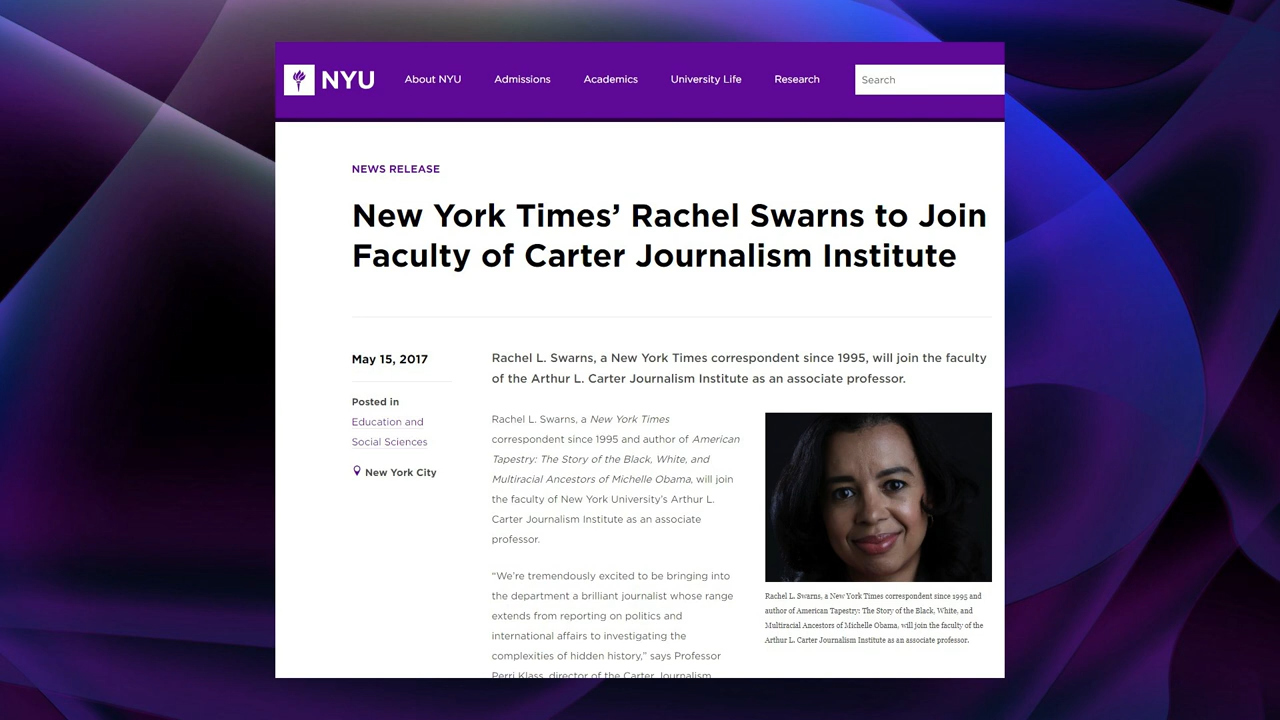 NYU
About NYU
Admissions
Academics
University Life
Research
Search
NEWS RELEASE
New York Times’ Rachel Swarns to Join
Faculty of Carter Journalism Institute
May 15, 2017
Posted in
Education and
Social Sciences
New York City
Rachel L. Swarns, a New York Times correspondent since 1995, will join the faculty
of the Arthur L. Carter Journalism Institute as an associate professor.
Rachel L. Swarns, a New York Times
correspondent since 1995 and author of American
Tapestry: The Story of the Black, White, and
Multiracial Ancestors of Michelle Obama, will join
the faculty of New York University’s Arthur L.
Carter Journalism Institute as an associate
professor.
“We’re tremendously excited to be bringing into
the department a brilliant journalist whose range
extends from reporting on politics and
international affairs to investigating the
complexities of hidden history,” says Professor
Perri Klass, director of the Carter Journalism
Rachel L. Swarns, a New York Times correspondent since 1995 and
author of American Tapestry: The Story of the Black, White, and
Multiracial Ancestors of Michelle Obama, will join the faculty of the
Arthur L. Carter Journalism Institute as an associate professor.